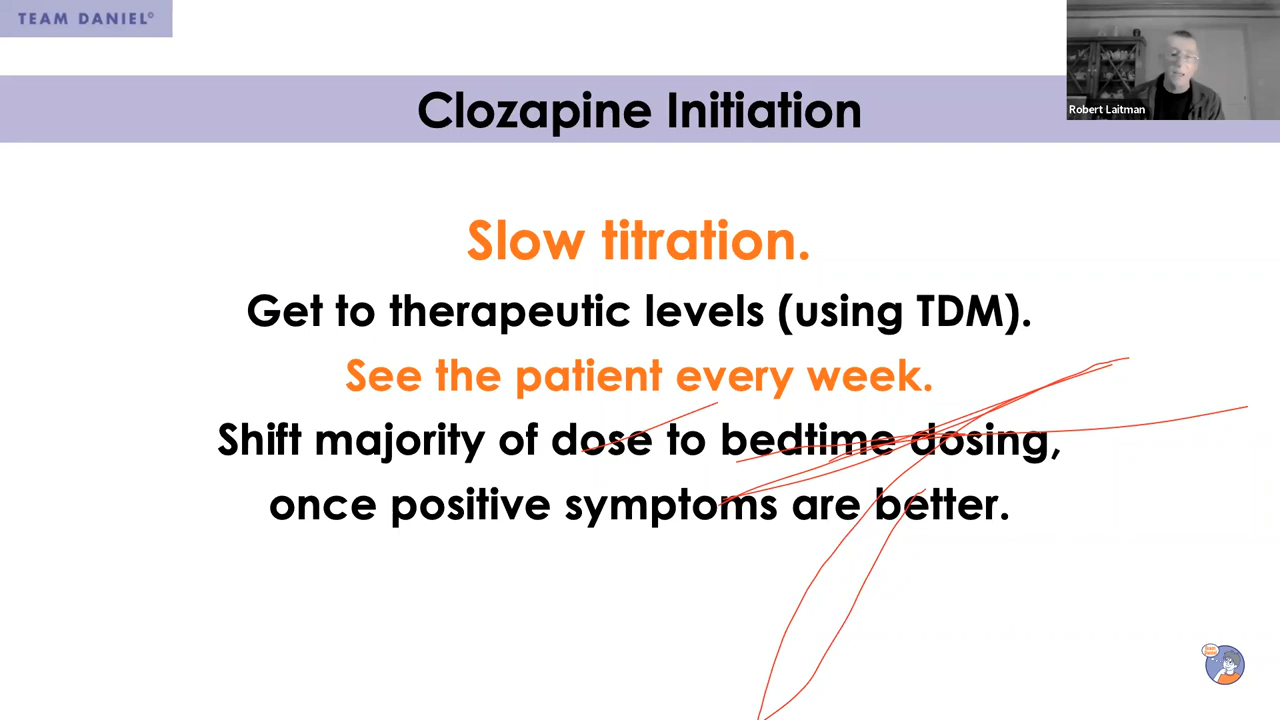 TEAM DANIEL©
Robert Laitman
Clozapine Initiation
Slow titration.
Get to therapeutic levels (using TDM).
See the patient every week.
Shift majority of dose to bedtime dosing,
once positive symptoms are better.